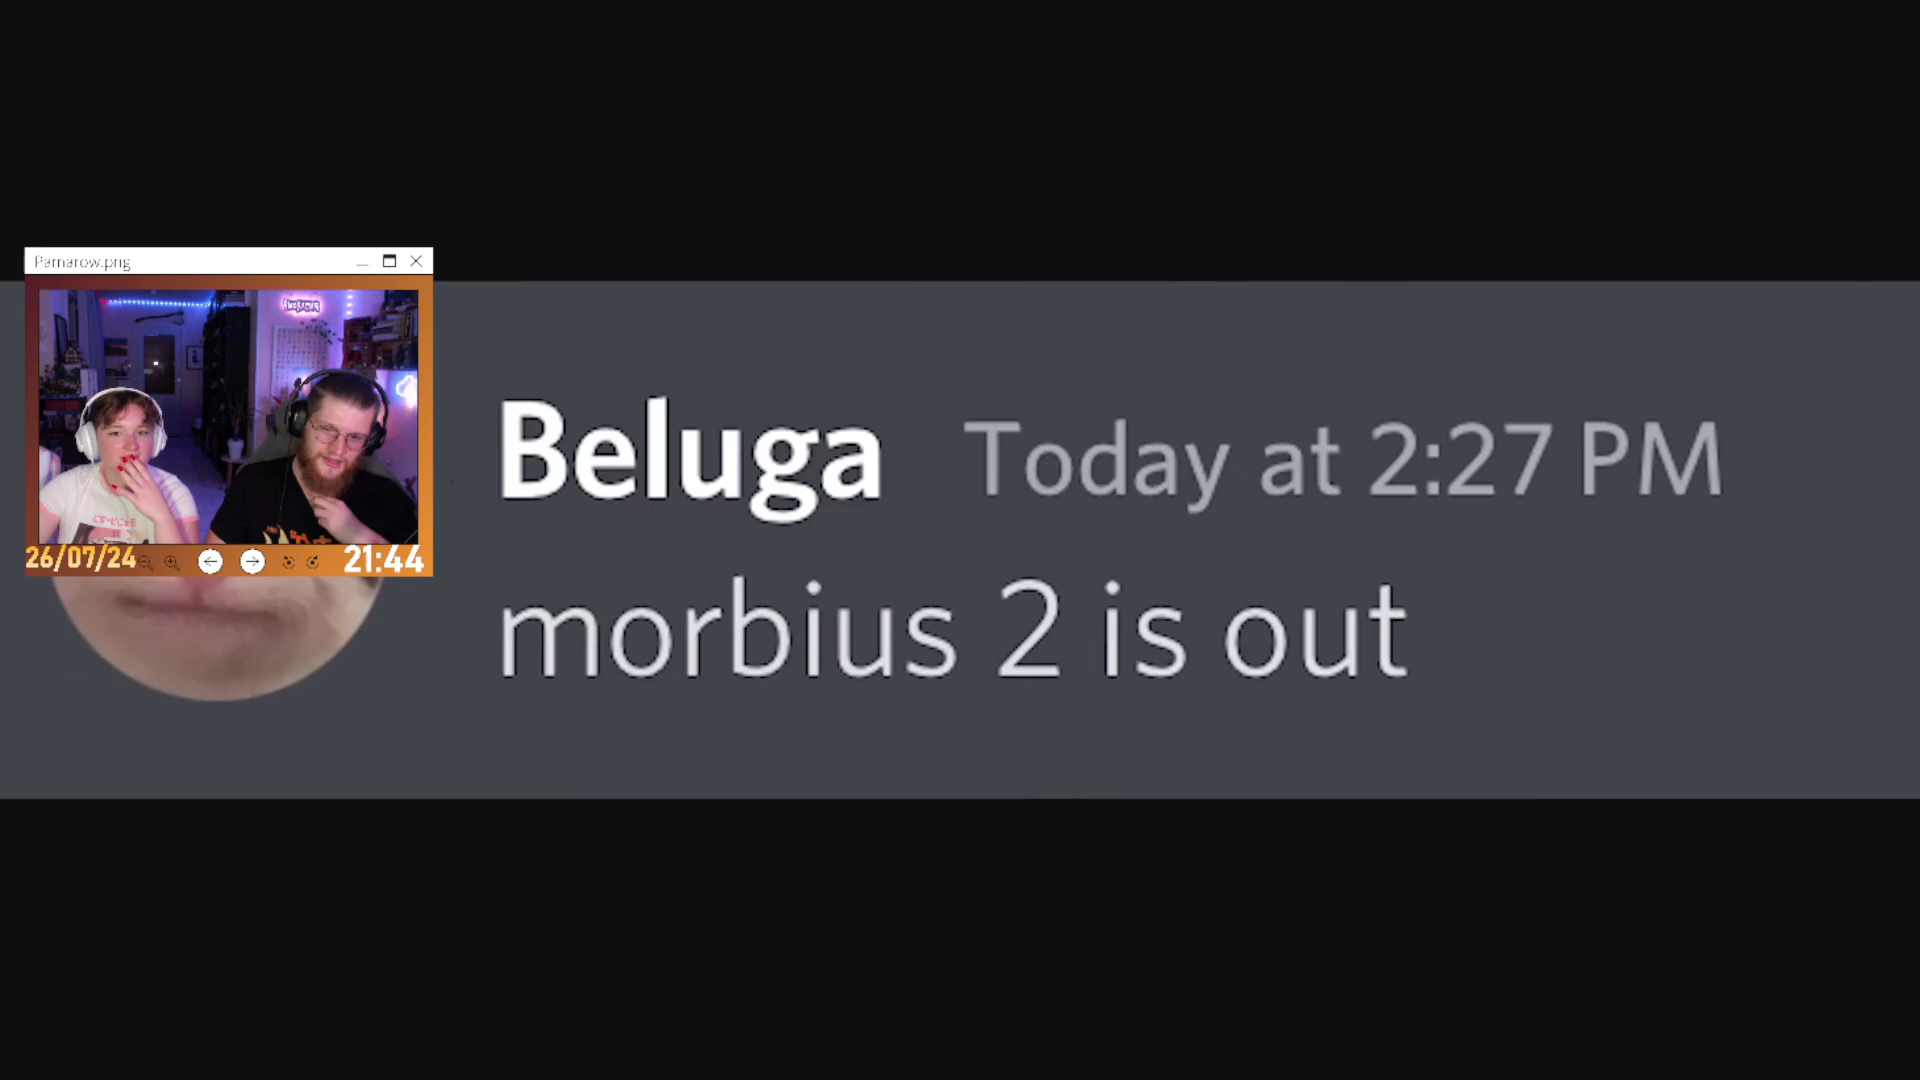 Pamarow.png
Beluga Today at 2:27 PM
morbius 2 is out
26/07/24
21:44